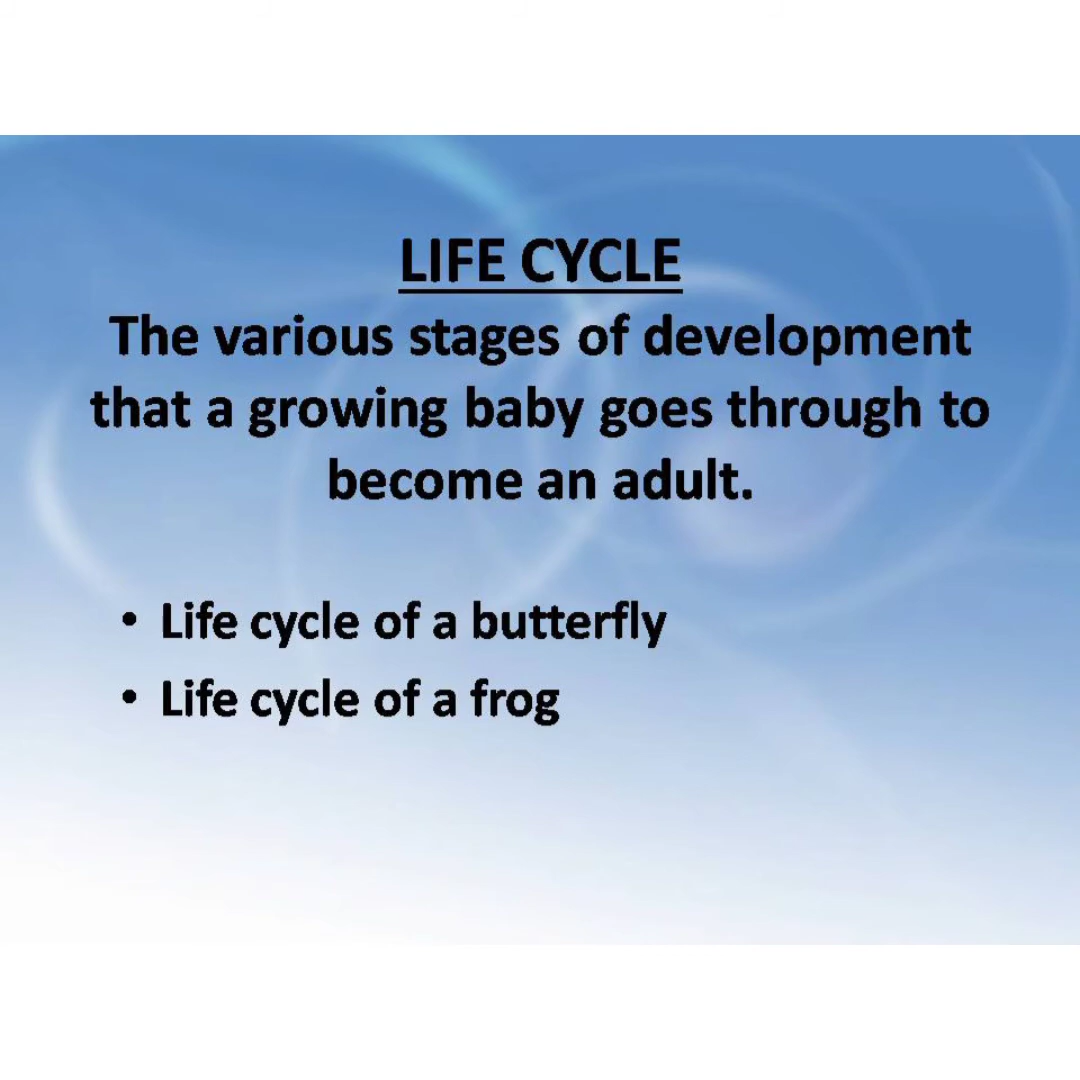 LIFE CYCLE
The various stages of development
that a growing baby goes through to
become an adult.
• Life cycle of a butterfly
• Life cycle of a frog